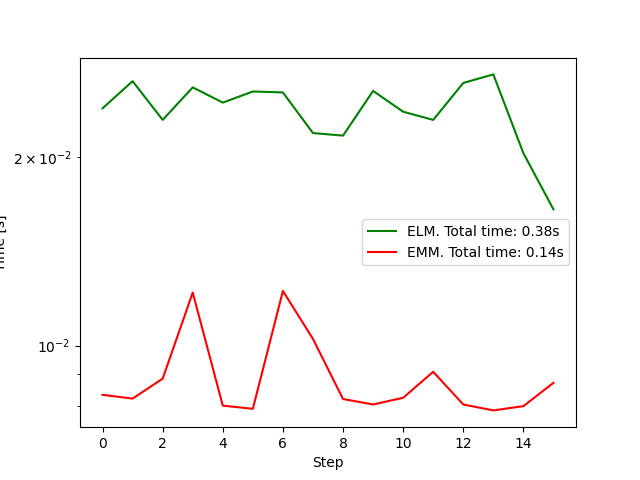 2 × 10⁻²
10⁻²
Time [s]
ELM. Total time: 0.38s
EMM. Total time: 0.14s
0 2 4 6 8 10 12 14
Step